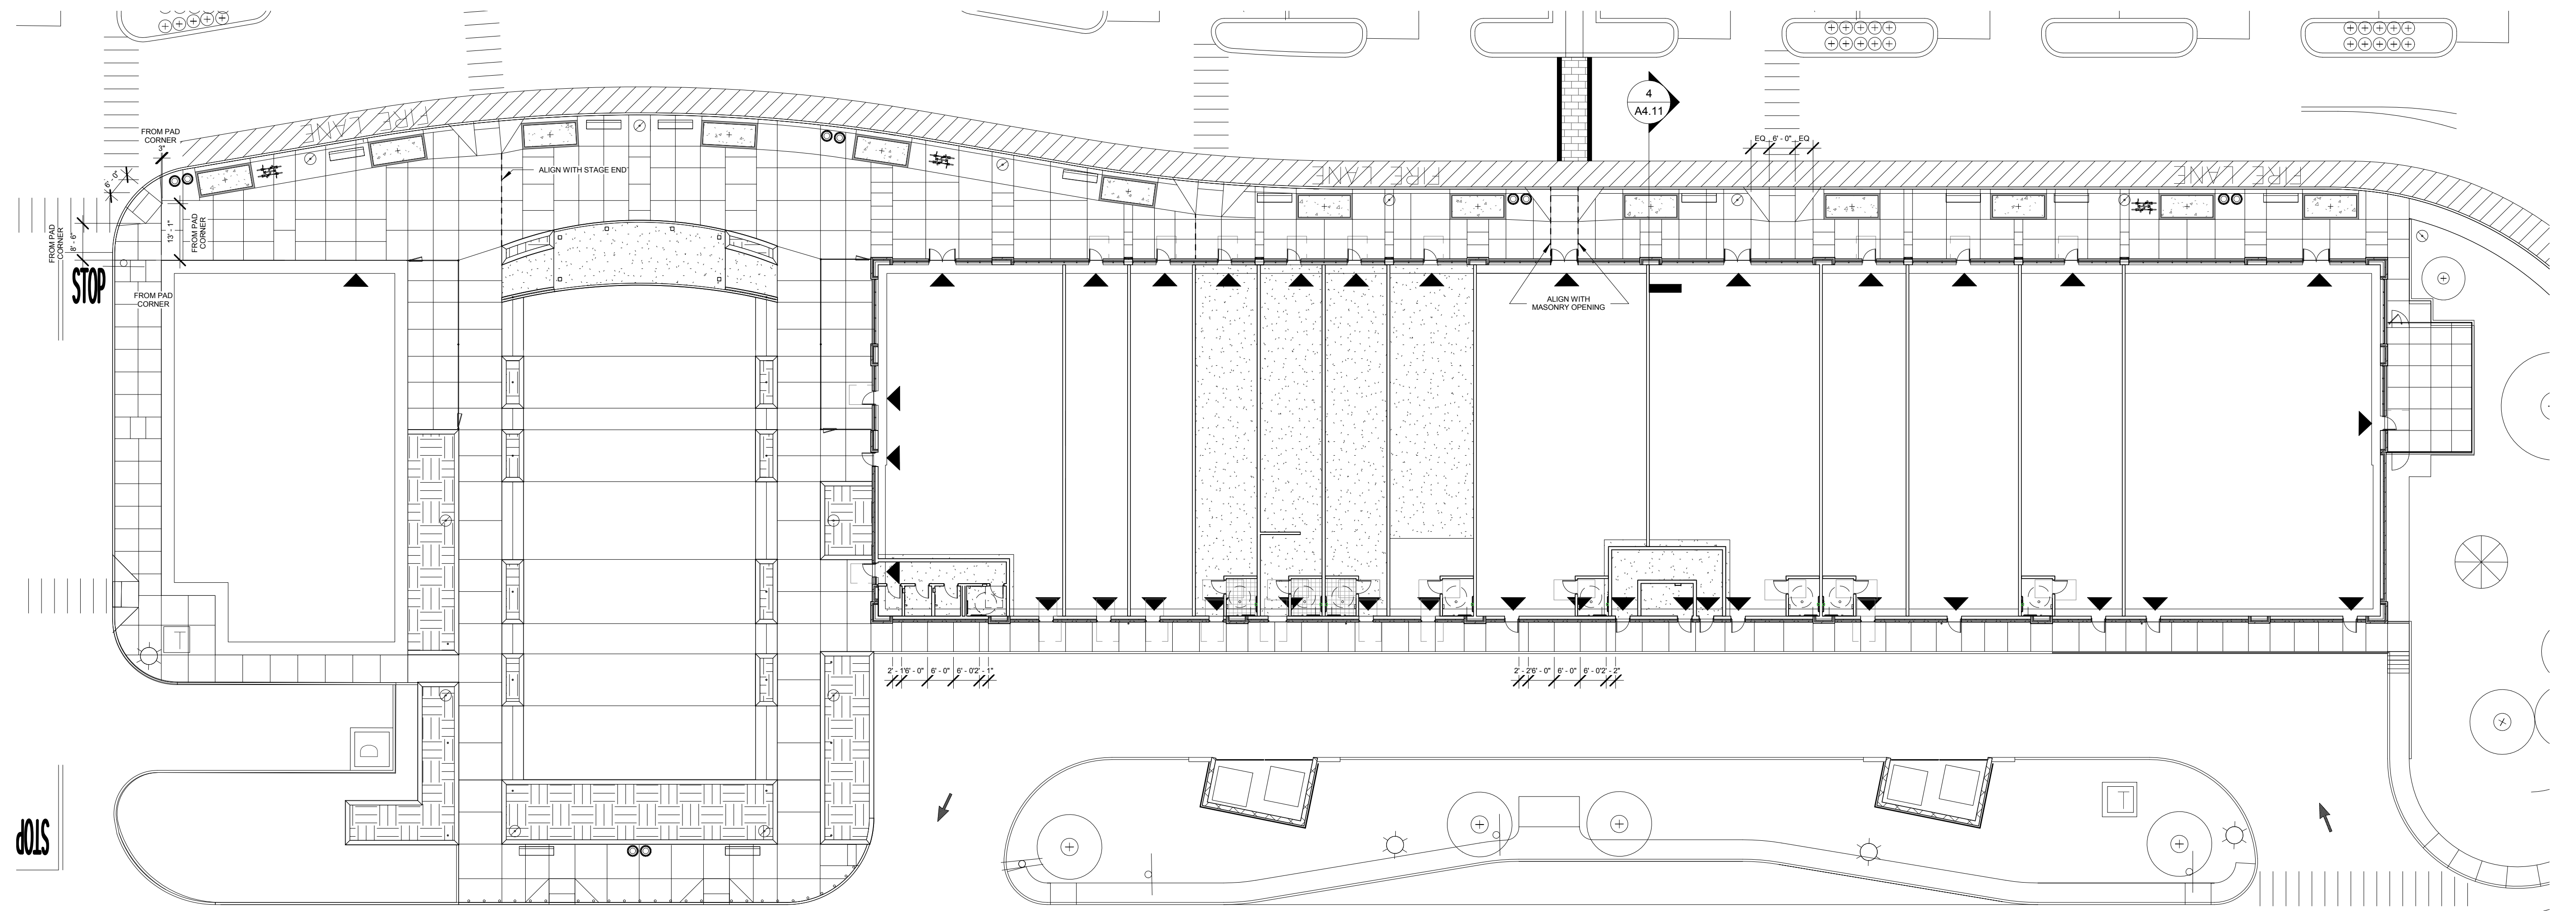 FIRE LANE
FROM PAD
CORNER
3"
6' - 0"
ALIGN WITH STAGE END
4
A4.11
EQ 6' - 0" EQ
FIRE LANE
FIRE LANE
FROM PAD
CORNER
8' - 6"
13' - 1"
FROM PAD
CORNER
STOP
FROM PAD
CORNER
ALIGN WITH
MASONRY OPENING
2' - 1" 6' - 0" 6' - 0" 6' - 0" 2' - 1"
2' - 2" 6' - 0" 6' - 0" 6' - 0" 2' - 2"
D
T
T
STOP